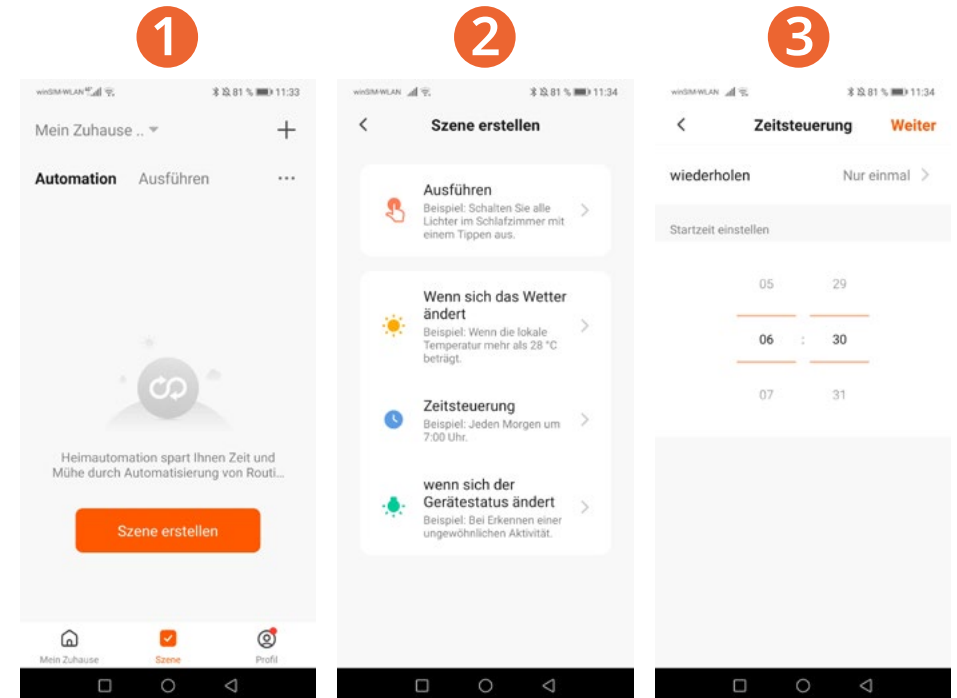 1
winSIM-WLAN
81 % 11:33
Mein Zuhause ..
Automation Ausführen
Heimautomation spart Ihnen Zeit und
Mühe durch Automatisierung von Routi...
Szene erstellen
Mein Zuhause Szene Profil
2
winSIM-WLAN 81 % 11:34
Szene erstellen
Ausführen
Beispiel: Schalten Sie alle
Lichter im Schlafzimmer mit
einem Tippen aus.
Wenn sich das Wetter
ändert
Beispiel: Wenn die lokale
Temperatur mehr als 28 °C
beträgt.
Zeitsteuerung
Beispiel: Jeden Morgen um
7:00 Uhr.
wenn sich der
Gerätestatus ändert
Beispiel: Bei Erkennen einer
ungewöhnlichen Aktivität.
3
winSIM-WLAN 81 % 11:34
Zeitsteuerung Weiter
wiederholen Nur einmal
Startzeit einstellen
05 29
06 : 30
07 31